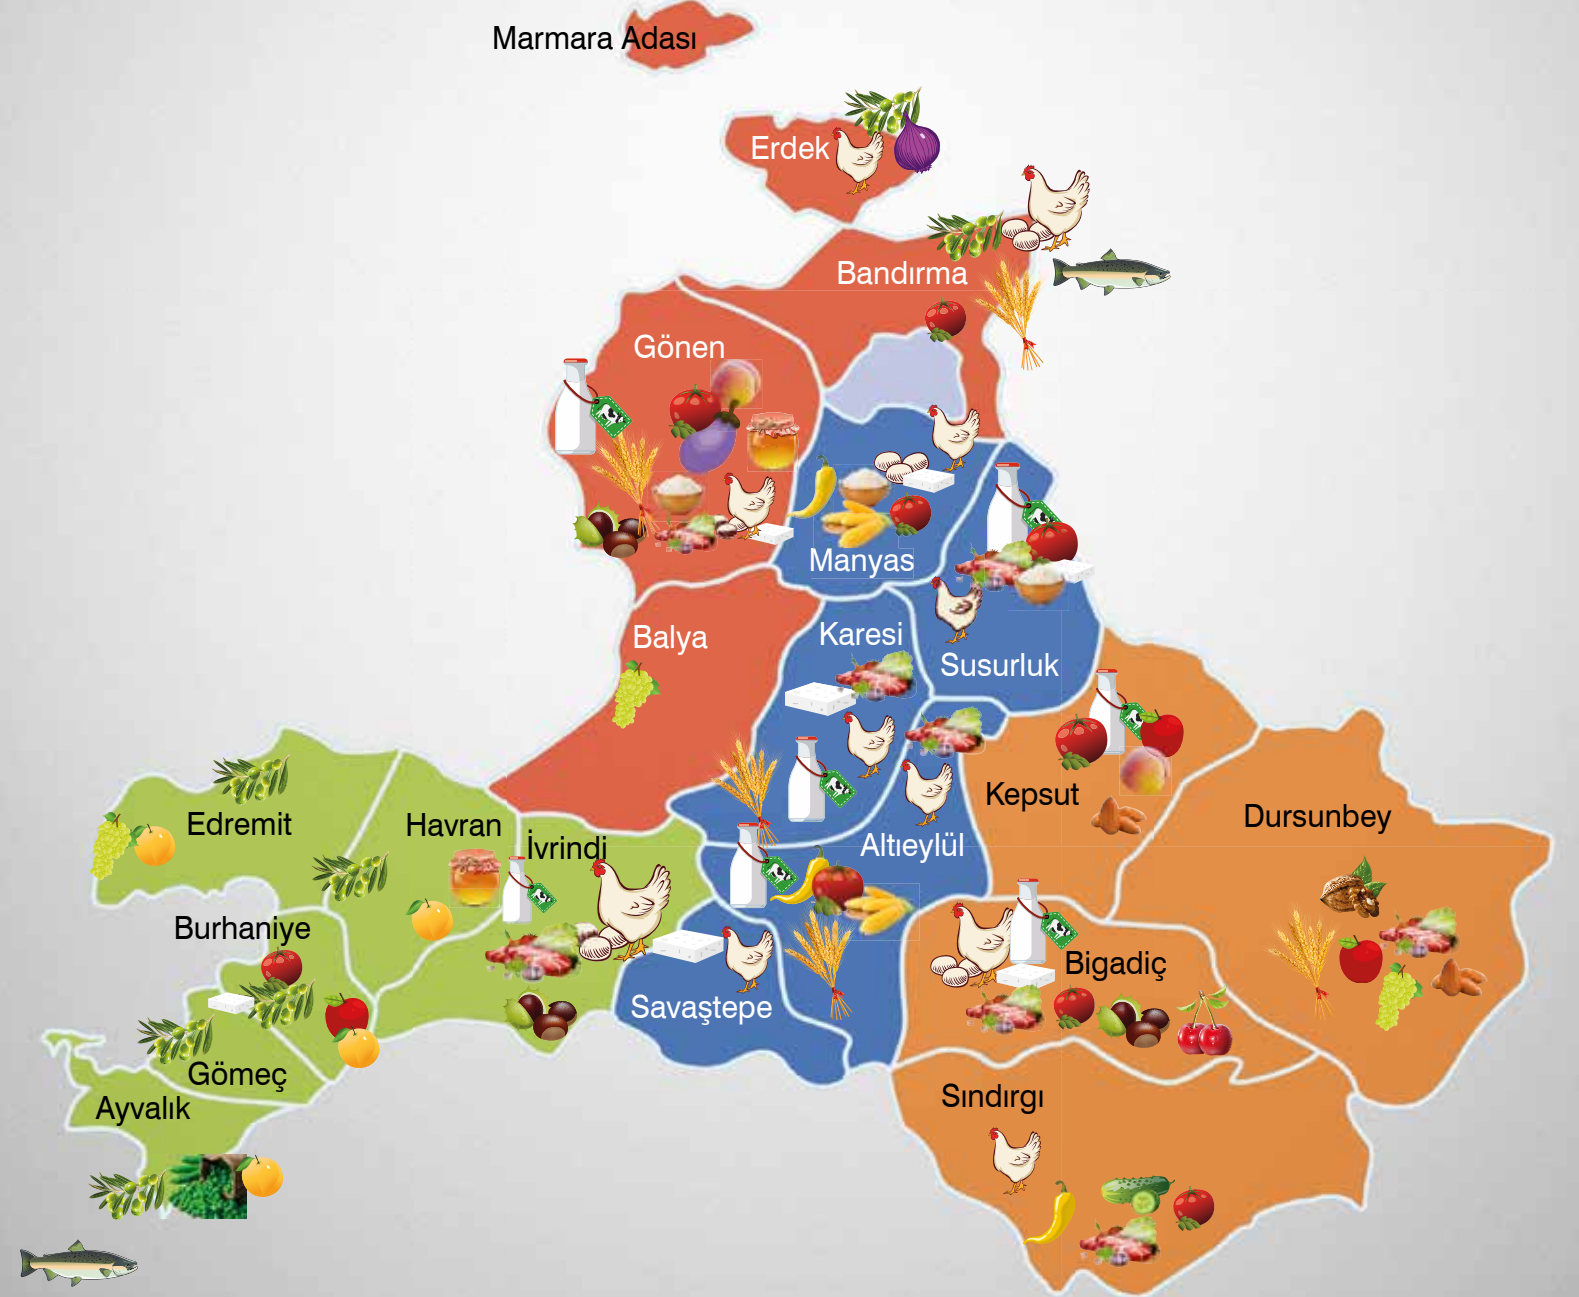 Marmara Adası
Erdek
Bandırma
Gönen
Manyas
Balya
Karesi
Susurluk
Kepsut
Dursunbey
Edremit
Havran
İvrindi
Altıeylül
Burhaniye
Bigadiç
Savaştepe
Gömeç
Ayvalık
Sındırgı